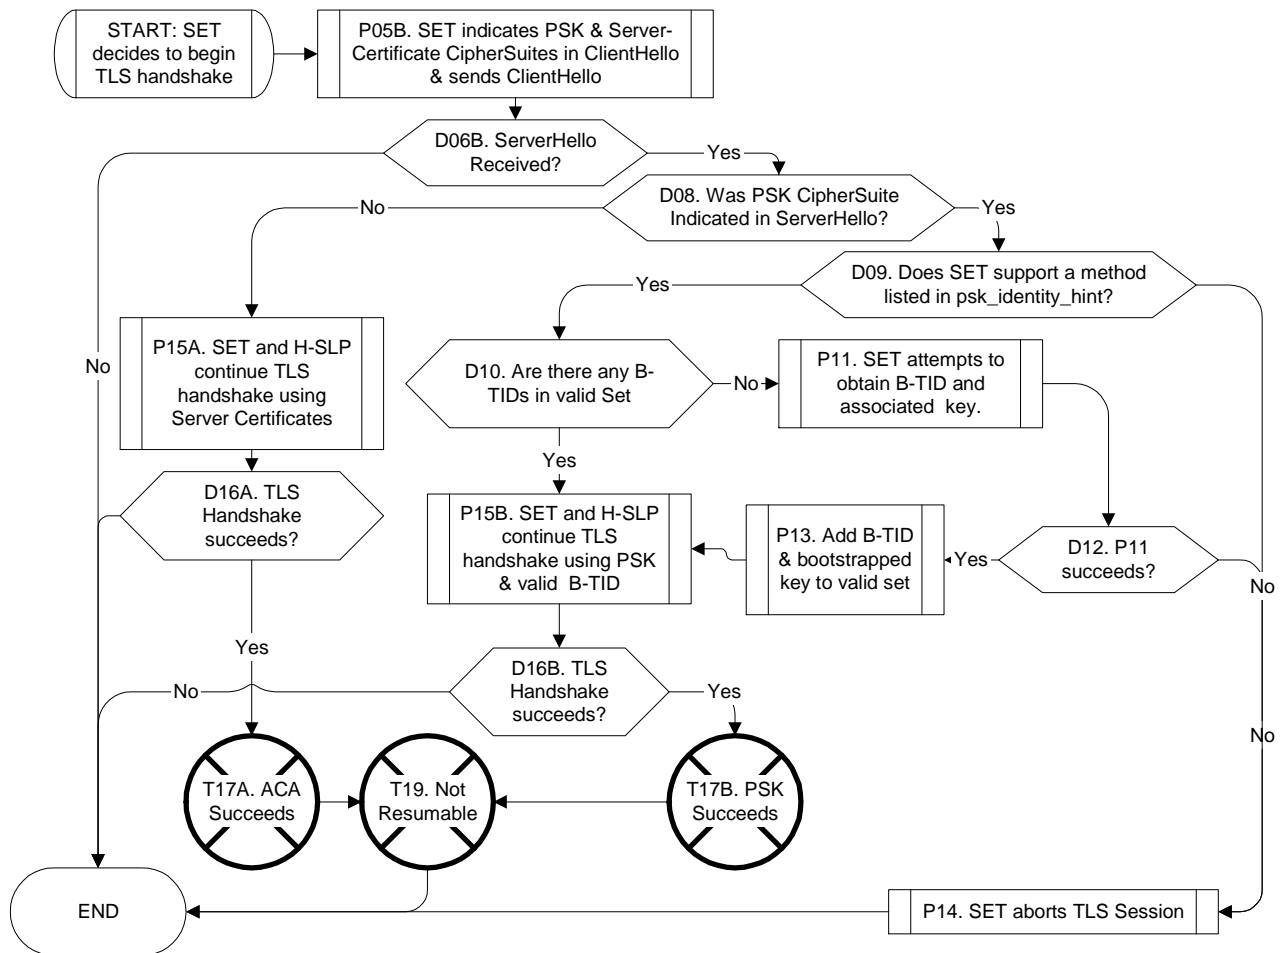 START: SET
decides to begin
TLS handshake
P05B. SET indicates PSK & Server-
Certificate CipherSuites in ClientHello
& sends ClientHello
D06B. ServerHello
Received?
Yes
D08. Was PSK CipherSuite
Indicated in ServerHello?
No
Yes
D09. Does SET support a method
listed in psk_identity_hint?
Yes
P15A. SET and H-SLP
continue TLS
handshake using
Server Certificates
No
D10. Are there any B-
TIDs in valid Set
No
P11. SET attempts to
obtain B-TID and
associated key.
Yes
D16A. TLS
Handshake
succeeds?
P15B. SET and H-SLP
continue TLS
handshake using PSK
& valid B-TID
P13. Add B-TID
& bootstrapped
key to valid set
Yes
D12. P11
succeeds?
No
Yes
D16B. TLS
Handshake
succeeds?
No
Yes
No
T17A. ACA
Succeeds
T19. Not
Resumable
T17B. PSK
Succeeds
END
P14. SET aborts TLS Session